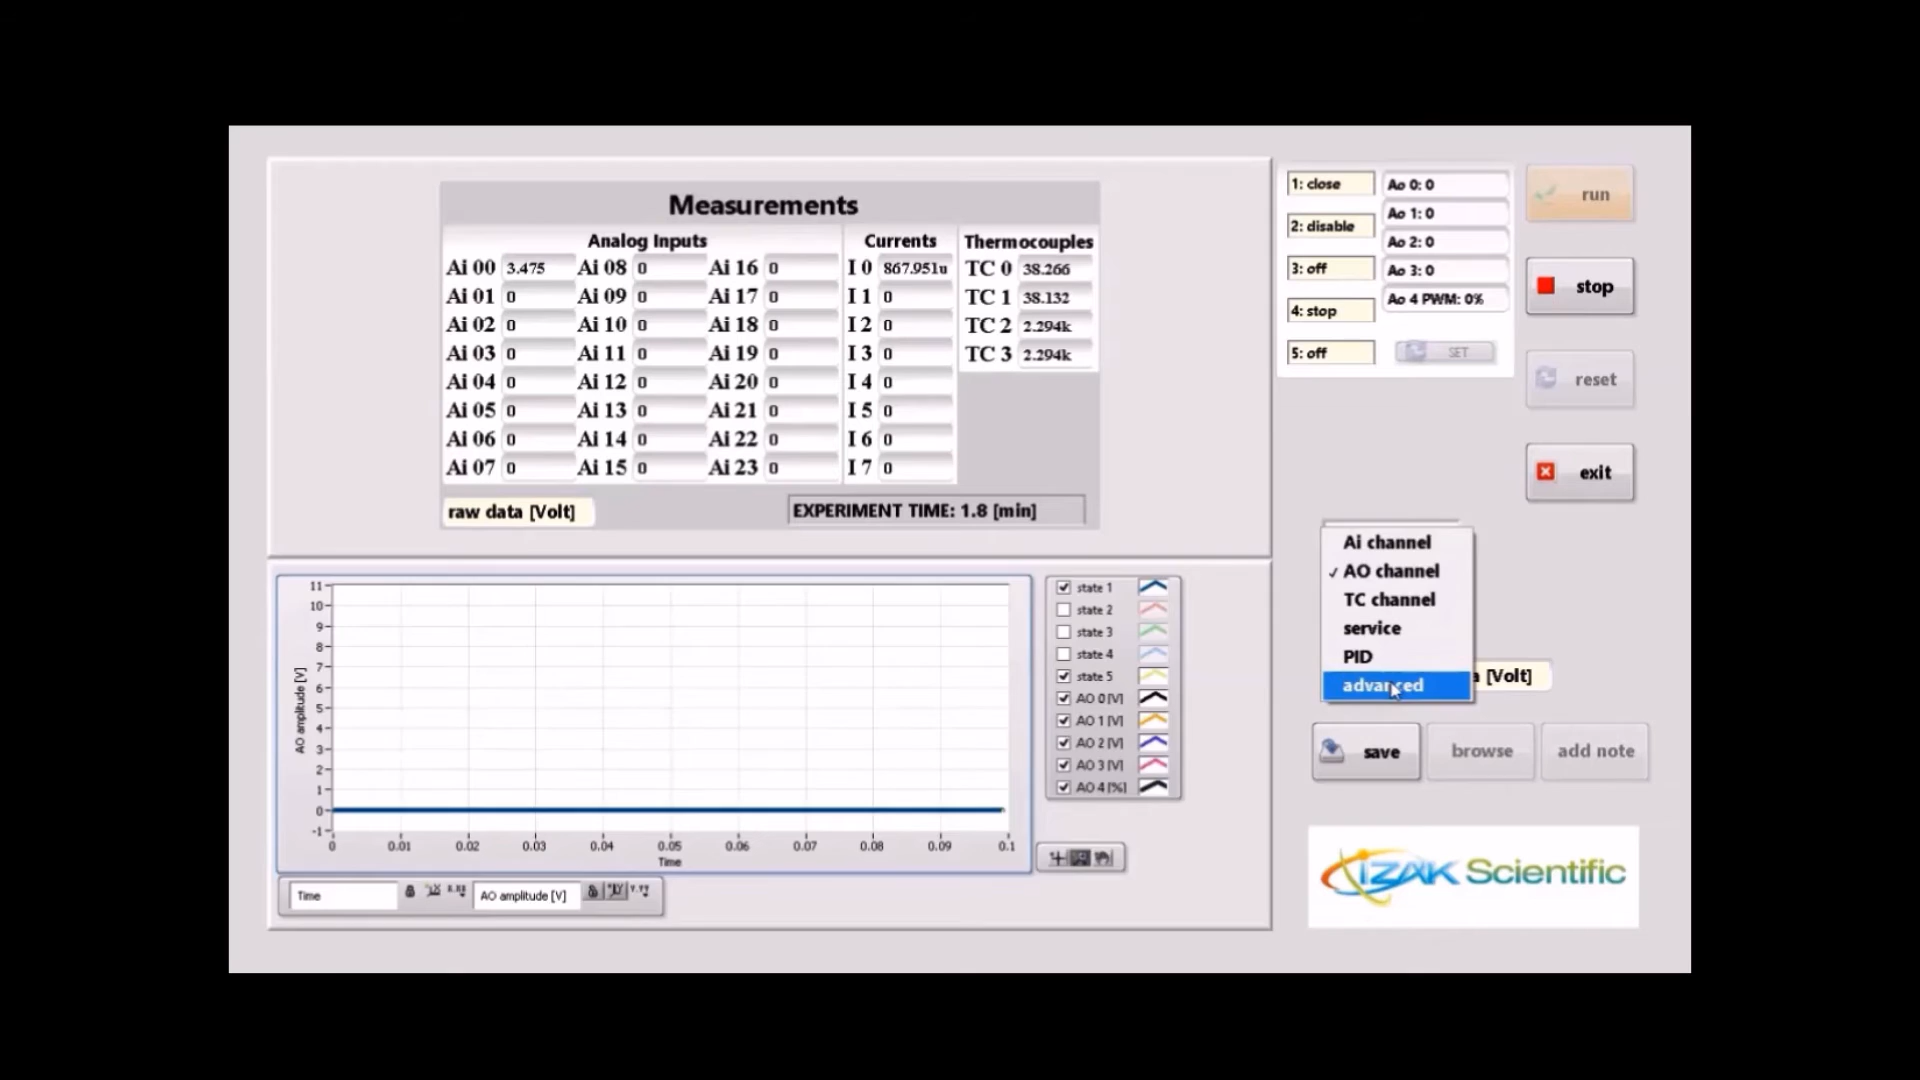 Measurements
Analog Inputs Currents Thermocouples
Ai 00 3.475 Ai 08 0 Ai 16 0 I 0 867.951u TC 0 38.266
Ai 01 0 Ai 09 0 Ai 17 0 I 1 0 TC 1 38.132
Ai 02 0 Ai 10 0 Ai 18 0 I 2 0 TC 2 2.294k
Ai 03 0 Ai 11 0 Ai 19 0 I 3 0 TC 3 2.294k
Ai 04 0 Ai 12 0 Ai 20 0 I 4 0
Ai 05 0 Ai 13 0 Ai 21 0 I 5 0
Ai 06 0 Ai 14 0 Ai 22 0 I 6 0
Ai 07 0 Ai 15 0 Ai 23 0 I 7 0
raw data [Volt] EXPERIMENT TIME: 1.8 [min]
1: close
2: disable
3: off
4: stop
5: off
Ao 0: 0
Ao 1: 0
Ao 2: 0
Ao 3: 0
Ao 4 PWM: 0%
SET
run
stop
reset
exit
Ai channel
✓ AO channel
TC channel
service
PID
advanced
[Volt]
save browse add note
IZAK Scientific
AO amplitude [V]
11
10
9
8
7
6
5
4
3
2
1
0
-1
0 0.01 0.02 0.03 0.04 0.05 0.06 0.07 0.08 0.09 0.1
Time
state 1
state 2
state 3
state 4
state 5
AO 0 [V]
AO 1 [V]
AO 2 [V]
AO 3 [V]
AO 4 [%]
Time AO amplitude [V]